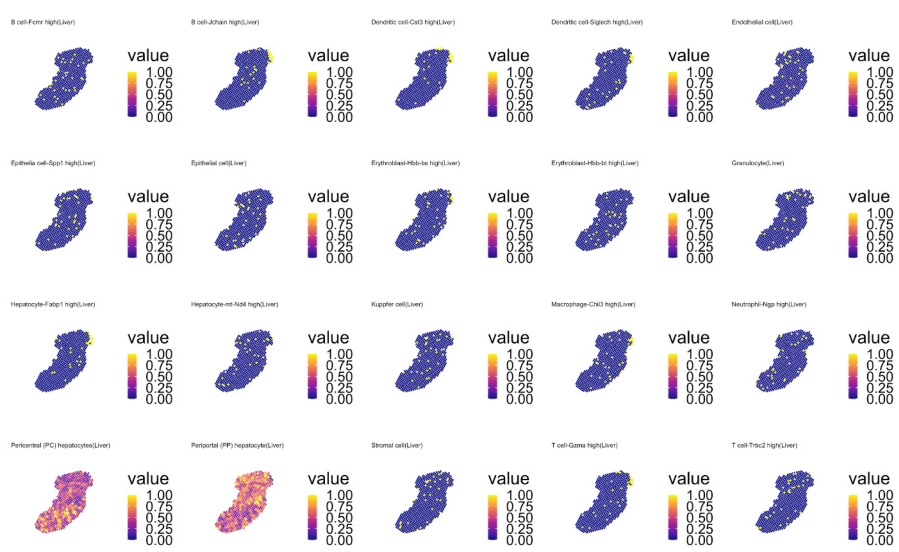 B cell-Fcmr high(Liver)
B cell-Jchain high(Liver)
Dendritic cell-Cst3 high(Liver)
Dendritic cell-Siglech high(Liver)
Endothelial cell(Liver)
value value value value value
1.00 1.00 1.00 1.00 1.00
0.75 0.75 0.75 0.75 0.75
0.50 0.50 0.50 0.50 0.50
0.25 0.25 0.25 0.25 0.25
0.00 0.00 0.00 0.00 0.00
Epithelia cell-Spp1 high(Liver)
Epithelial cell(Liver)
Erythroblast-Hbb-bs high(Liver)
Erythroblast-Hbb-bt high(Liver)
Granulocyte(Liver)
value value value value value
1.00 1.00 1.00 1.00 1.00
0.75 0.75 0.75 0.75 0.75
0.50 0.50 0.50 0.50 0.50
0.25 0.25 0.25 0.25 0.25
0.00 0.00 0.00 0.00 0.00
Hepatocyte-Fabp1 high(Liver)
Hepatocyte-mt-Nd4 high(Liver)
Kuppfer cell(Liver)
Macrophage-Chil3 high(Liver)
Neutrophil-Ngp high(Liver)
value value value value value
1.00 1.00 1.00 1.00 1.00
0.75 0.75 0.75 0.75 0.75
0.50 0.50 0.50 0.50 0.50
0.25 0.25 0.25 0.25 0.25
0.00 0.00 0.00 0.00 0.00
Pericentral (PC) hepatocytes(Liver)
Periportal (PP) hepatocyte(Liver)
Stromal cell(Liver)
T cell-Gzma high(Liver)
T cell-Trbc2 high(Liver)
value value value value value
1.00 1.00 1.00 1.00 1.00
0.75 0.75 0.75 0.75 0.75
0.50 0.50 0.50 0.50 0.50
0.25 0.25 0.25 0.25 0.25
0.00 0.00 0.00 0.00 0.00